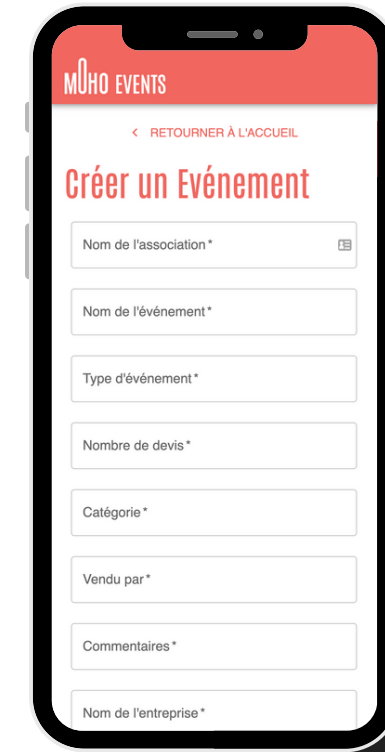 MOHO EVENTS
< RETOURNER À L'ACCUEIL
Créer un Evénement
Nom de l'association *
Nom de l'événement *
Type d'événement *
Nombre de devis *
Catégorie *
Vendu par *
Commentaires *
Nom de l'entreprise *